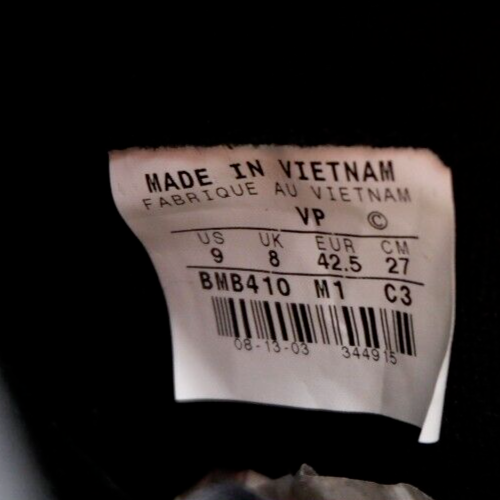 MADE IN VIETNAM
FABRIQUE AU VIETNAM
VP ©
US UK EUR CM
9 8 42.5 27
BMB410 M1 C3
08-13-03 344915